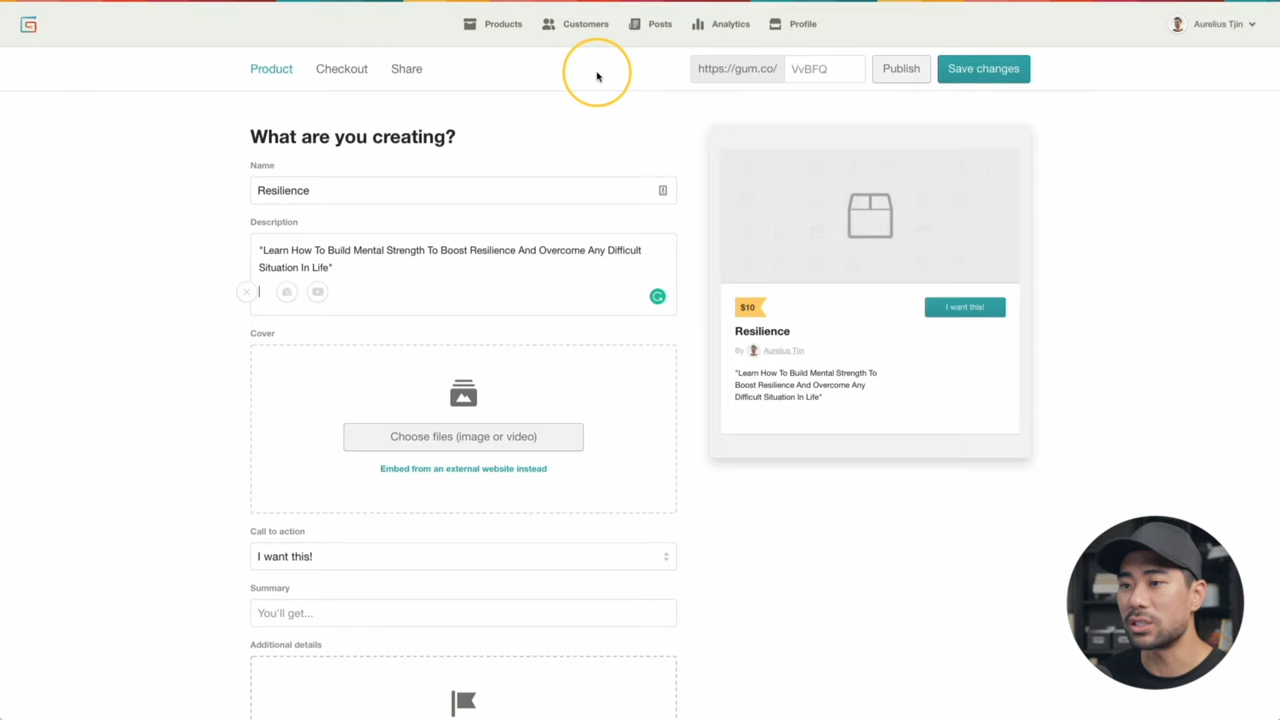 Products
Customers
Posts
Analytics
Profile
Aurelius Tjin
Product
Checkout
Share
https://gum.co/
VvBFQ
Publish
Save changes
What are you creating?
Name
Resilience
Description
"Learn How To Build Mental Strength To Boost Resilience And Overcome Any Difficult
Situation In Life"
Cover
Choose files (image or video)
Embed from an external website instead
Call to action
I want this!
Summary
You'll get...
Additional details
$10
I want this!
Resilience
By Aurelius Tjin
"Learn How To Build Mental Strength To
Boost Resilience And Overcome Any
Difficult Situation In Life"